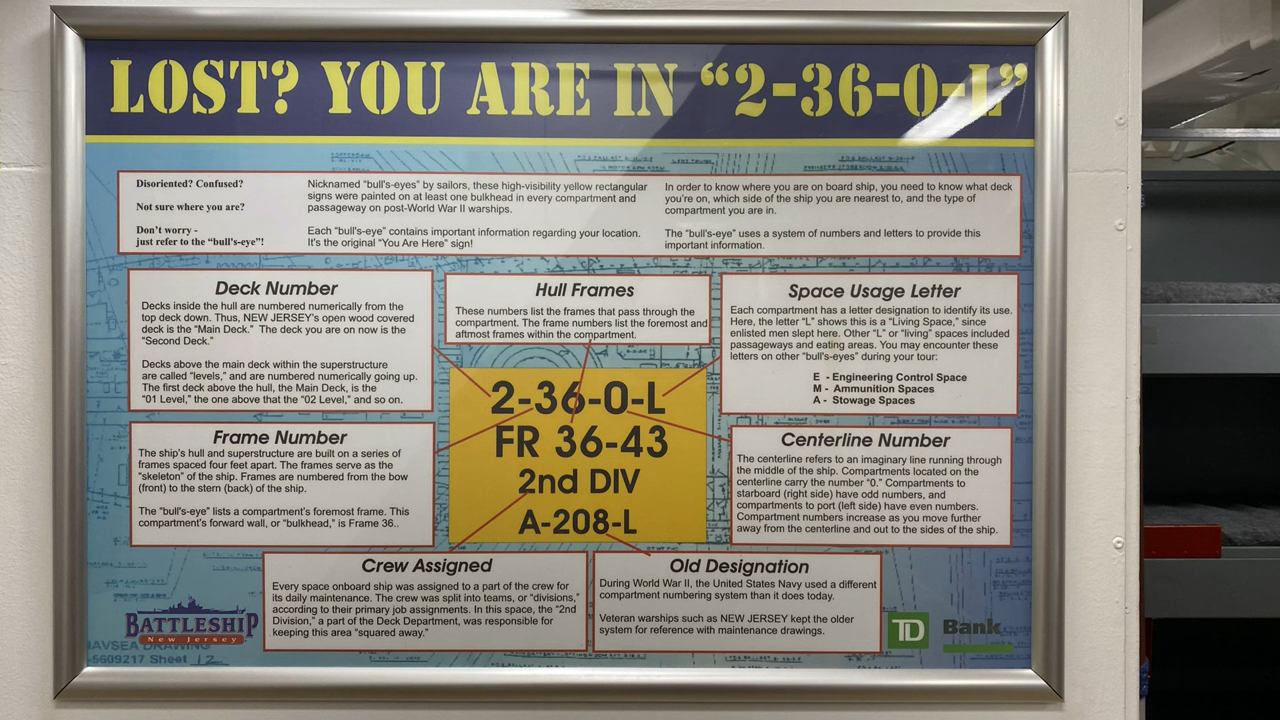 LOST? YOU ARE IN “2-36-0-L”
Disoriented? Confused?
Not sure where you are?
Don’t worry -
just refer to the “bull's-eye”!
Nicknamed “bull's-eyes” by sailors, these high-visibility yellow rectangular
signs were painted on at least one bulkhead in every compartment and
passageway on post-World War II warships.
Each “bull's-eye” contains important information regarding your location.
It's the original “You Are Here” sign!
In order to know where you are on board ship, you need to know what deck
you're on, which side of the ship you are nearest to, and the type of
compartment you are in.
The “bull's-eye” uses a system of numbers and letters to provide this
important information.
Deck Number
Decks inside the hull are numbered numerically from the
top deck down. Thus, NEW JERSEY's open wood covered
deck is the “Main Deck.” The deck you are on now is the
“Second Deck.”
Decks above the main deck within the superstructure
are called “levels,” and are numbered numerically going up.
The first deck above the hull, the Main Deck, is the
“01 Level,” the one above that the “02 Level,” and so on.
Hull Frames
These numbers list the frames that pass through the
compartment. The frame numbers list the foremost and
aftmost frames within the compartment.
Space Usage Letter
Each compartment has a letter designation to identify its use.
Here, the letter “L” shows this is a “Living Space,” since
enlisted men slept here. Other “L” or “living” spaces included
passageways and eating areas. You may encounter these
letters on other “bull's-eyes” during your tour:
E - Engineering Control Space
M - Ammunition Spaces
A - Stowage Spaces
2-36-0-L
FR 36-43
2nd DIV
A-208-L
Frame Number
The ship's hull and superstructure are built on a series of
frames spaced four feet apart. The frames serve as the
“skeleton” of the ship. Frames are numbered from the bow
(front) to the stern (back) of the ship.
The “bull's-eye” lists a compartment's foremost frame. This
compartment's forward wall, or “bulkhead,” is Frame 36..
Centerline Number
The centerline refers to an imaginary line running through
the middle of the ship. Compartments located on the
centerline carry the number “0.” Compartments to
starboard (right side) have odd numbers, and
compartments to port (left side) have even numbers.
Compartment numbers increase as you move further
away from the centerline and out to the sides of the ship.
Crew Assigned
Every space onboard ship was assigned to a part of the crew for
its daily maintenance. The crew was split into teams, or “divisions,”
according to their primary job assignments. In this space, the “2nd
Division,” a part of the Deck Department, was responsible for
keeping this area “squared away.”
Old Designation
During World War II, the United States Navy used a different
compartment numbering system than it does today.
Veteran warships such as NEW JERSEY kept the older
system for reference with maintenance drawings.
BATTLESHIP
New Jersey
NAVSEA DRAWING
-5609217 Sheet 12
TD Bank